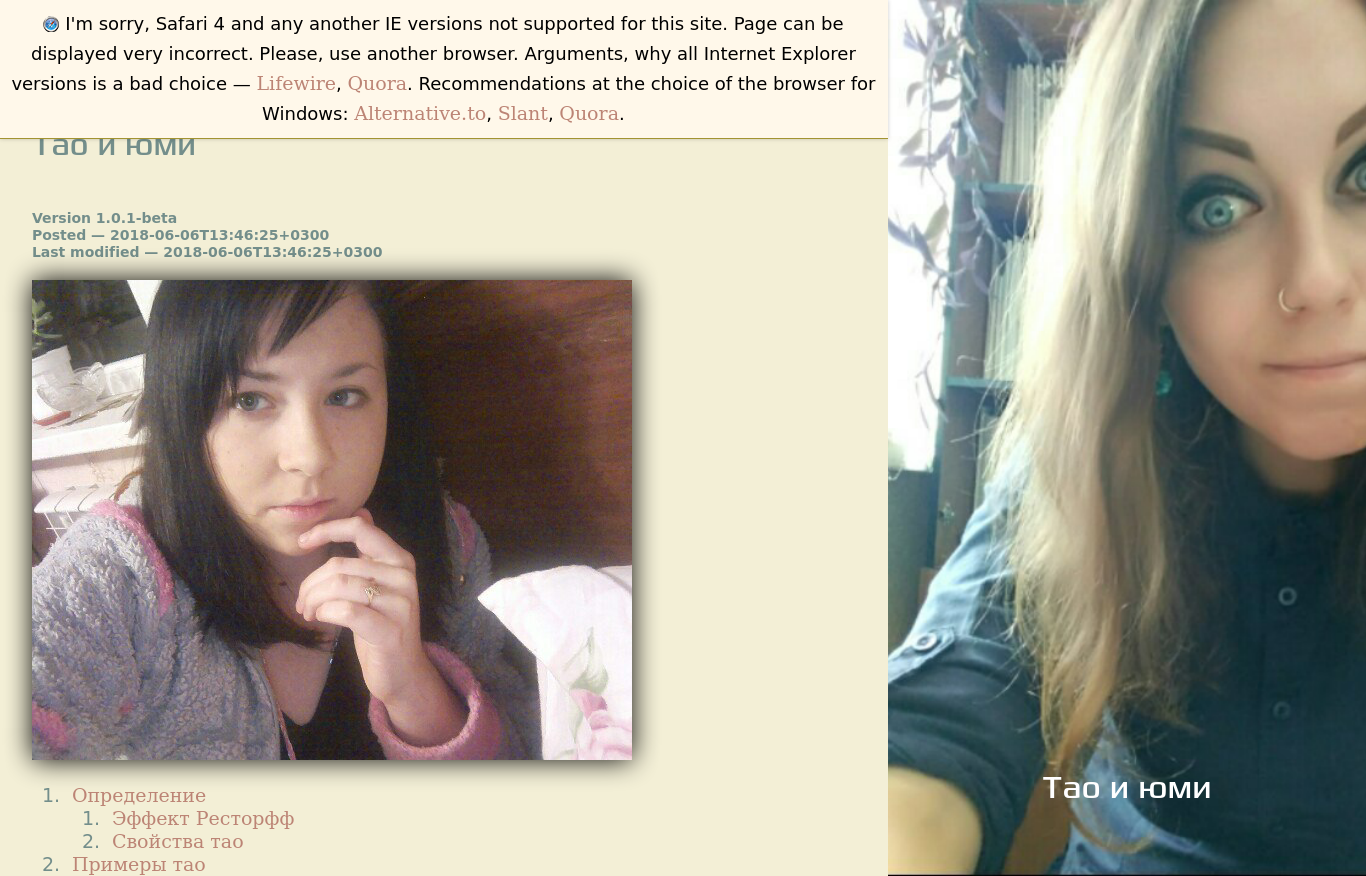 I'm sorry, Safari 4 and any another IE versions not supported for this site. Page can be
displayed very incorrect. Please, use another browser. Arguments, why all Internet Explorer
versions is a bad choice — Lifewire, Quora. Recommendations at the choice of the browser for
Windows: Alternative.to, Slant, Quora.
Тао и юми
Version 1.0.1-beta
Posted — 2018-06-06T13:46:25+0300
Last modified — 2018-06-06T13:46:25+0300
1. Определение
1. Эффект Ресторфф
2. Свойства тао
2. Примеры тао
Тао и юми